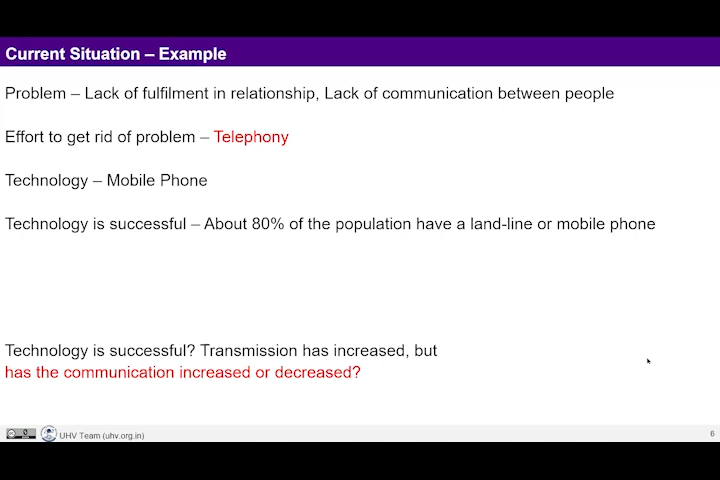 Current Situation – Example
Problem – Lack of fulfilment in relationship, Lack of communication between people
Effort to get rid of problem – Telephony
Technology – Mobile Phone
Technology is successful – About 80% of the population have a land-line or mobile phone
Technology is successful? Transmission has increased, but
has the communication increased or decreased?
UHV Team (uhv.org.in)
6